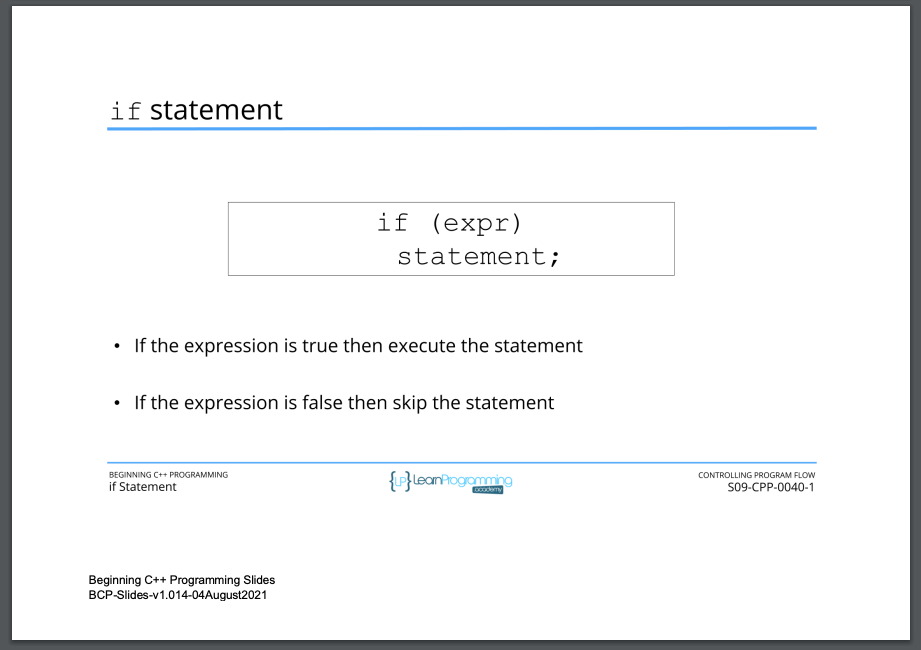 if statement
if (expr)
statement;
• If the expression is true then execute the statement
• If the expression is false then skip the statement
BEGINNING C++ PROGRAMMING
if Statement
{LP}LearnProgramming
academy
CONTROLLING PROGRAM FLOW
S09-CPP-0040-1
Beginning C++ Programming Slides
BCP-Slides-v1.014-04August2021